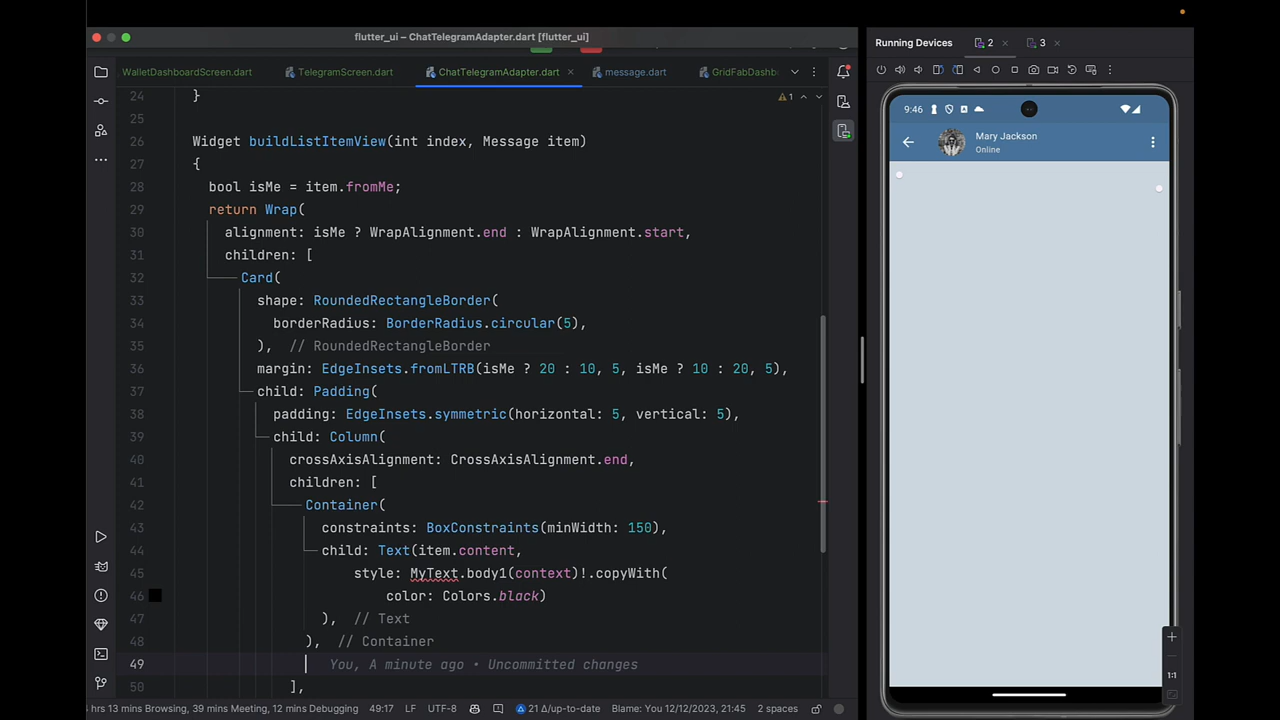 flutter_ui – ChatTelegramAdapter.dart [flutter_ui]
WalletDashboardScreen.dart
TelegramScreen.dart
ChatTelegramAdapter.dart
message.dart
GridFabDashb
24 }
1
25
26 Widget buildListItemView(int index, Message item)
27 {
28 bool isMe = item.fromMe;
29 return Wrap(
30 alignment: isMe ? WrapAlignment.end : WrapAlignment.start,
31 children: [
32 Card(
33 shape: RoundedRectangleBorder(
34 borderRadius: BorderRadius.circular(5),
35 ), // RoundedRectangleBorder
36 margin: EdgeInsets.fromLTRB(isMe ? 20 : 10, 5, isMe ? 10 : 20, 5),
37 child: Padding(
38 padding: EdgeInsets.symmetric(horizontal: 5, vertical: 5),
39 child: Column(
40 crossAxisAlignment: CrossAxisAlignment.end,
41 children: [
42 Container(
43 constraints: BoxConstraints(minWidth: 150),
44 child: Text(item.content,
45 style: MyText.body1(context)!.copyWith(
46 color: Colors.black)
47 ), // Text
48 ), // Container
49 You, A minute ago • Uncommitted changes
50 ],
4 hrs 13 mins Browsing, 39 mins Meeting, 12 mins Debugging
49:17 LF UTF-8
21 Δ/up-to-date
Blame: You 12/12/2023, 21:45
2 spaces
Running Devices
2
3
9:46
Mary Jackson
Online
1:1